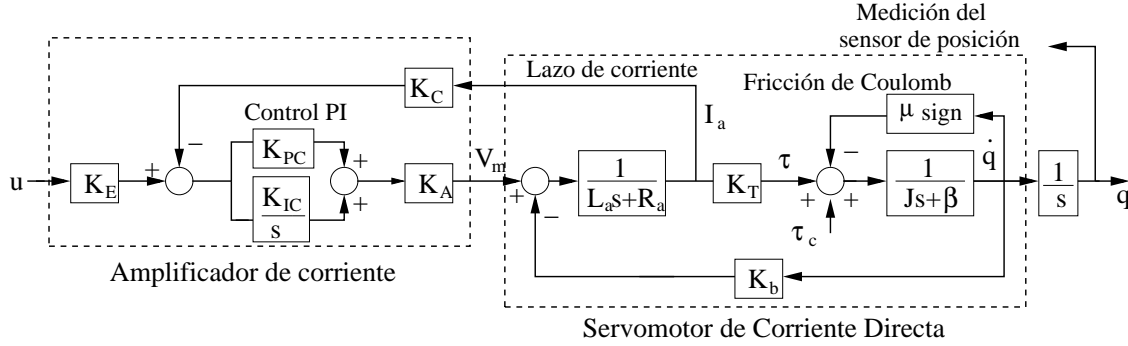 Medición del
sensor de posición
Lazo de corriente
Fricción de Coulomb
K_C
I_a
μ sign
Control PI
K_PC
q̇
u
K_E
+
−
K_IC
s
+
+
K_A
V_m
+
−
1
L_a s+R_a
K_T
τ
−
+
+
τ_c
1
Js+β
1
s
q
K_b
Amplificador de corriente
Servomotor de Corriente Directa